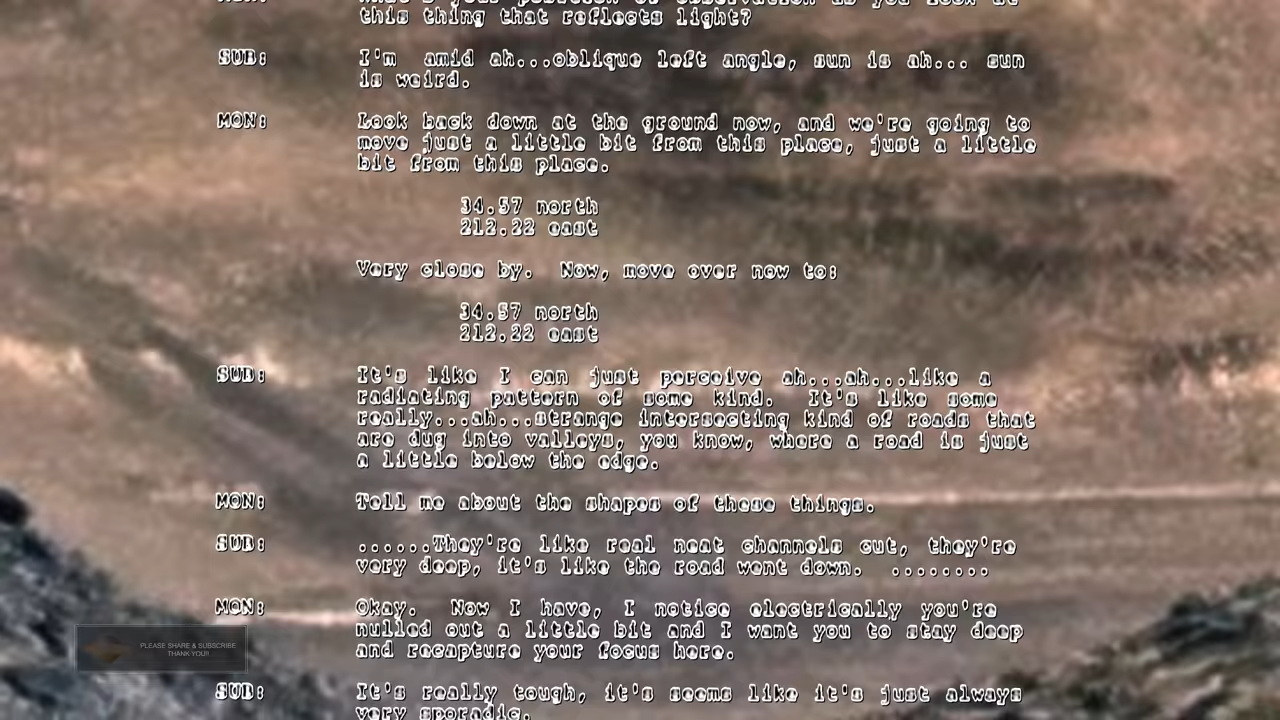 this thing that reflects light?
SUB: I'm amid ah...oblique left angle, sun is ah... sun
is weird.
MON: Look back down at the ground now, and we're going to
move just a little bit from this place, just a little
bit from this place.
34.57 north
212.22 east
Very close by. Now, move over now to:
34.57 north
212.22 east
SUB: It's like I can just perceive ah...ah...like a
radiating pattern of some kind. It's like some
really...ah...strange intersecting kind of roads that
are dug into valleys, you know, where a road is just
a little below the edge.
MON: Tell me about the shapes of these things.
SUB: ......They're like real neat channels cut, they're
very deep, it's like the road went down. ........
MON: Okay. Now I have, I notice electrically you're
nulled out a little bit and I want you to stay deep
and recapture your focus here.
PLEASE SHARE & SUBSCRIBE
THANK YOU!!
SUB: It's really tough, it's seems like it's just always
very sporadic.